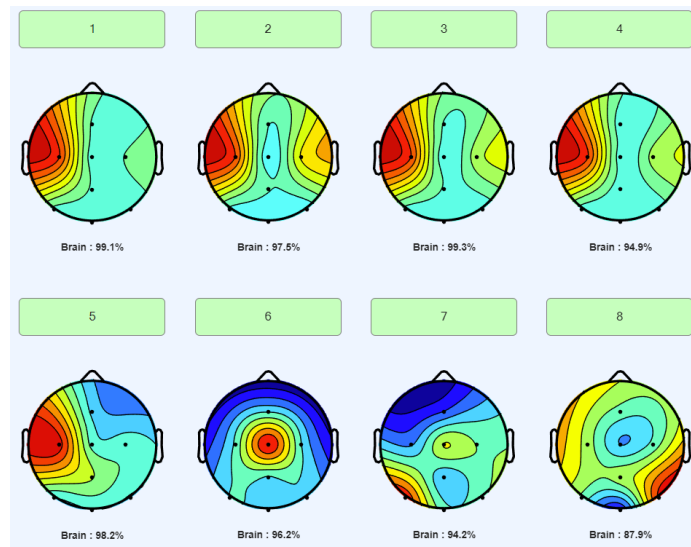 1 2 3 4
Brain : 99.1% Brain : 97.5% Brain : 99.3% Brain : 94.9%
5 6 7 8
Brain : 98.2% Brain : 96.2% Brain : 94.2% Brain : 87.9%